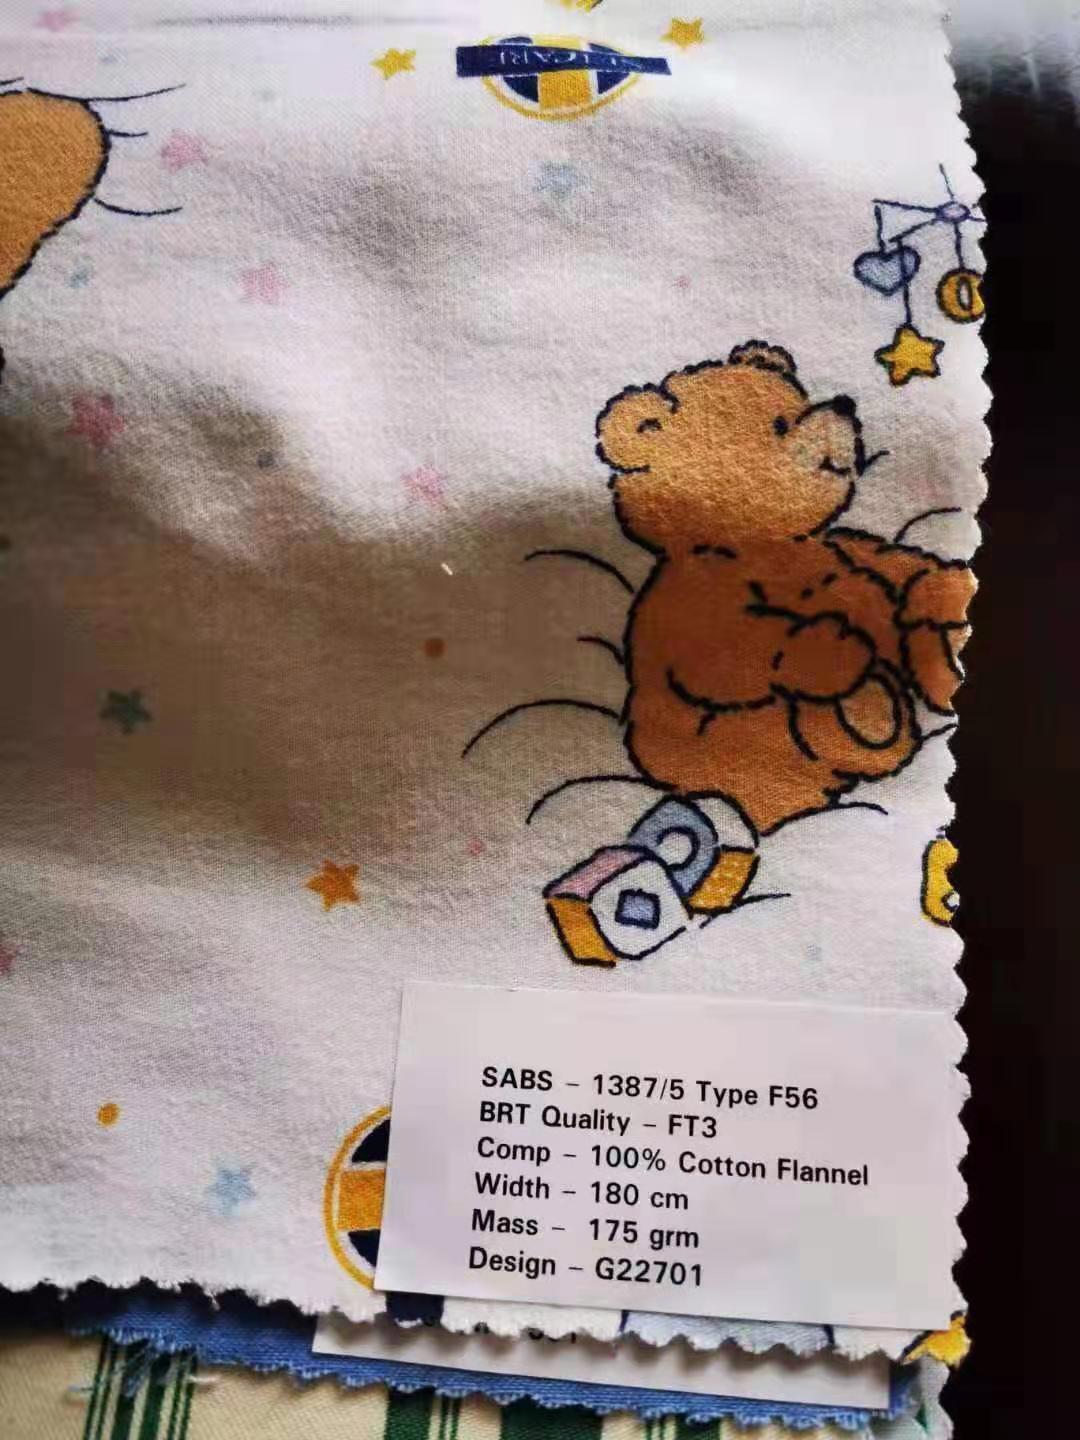 SABS - 1387/5 Type F56
BRT Quality - FT3
Comp - 100% Cotton Flannel
Width - 180 cm
Mass - 175 grm
Design - G22701